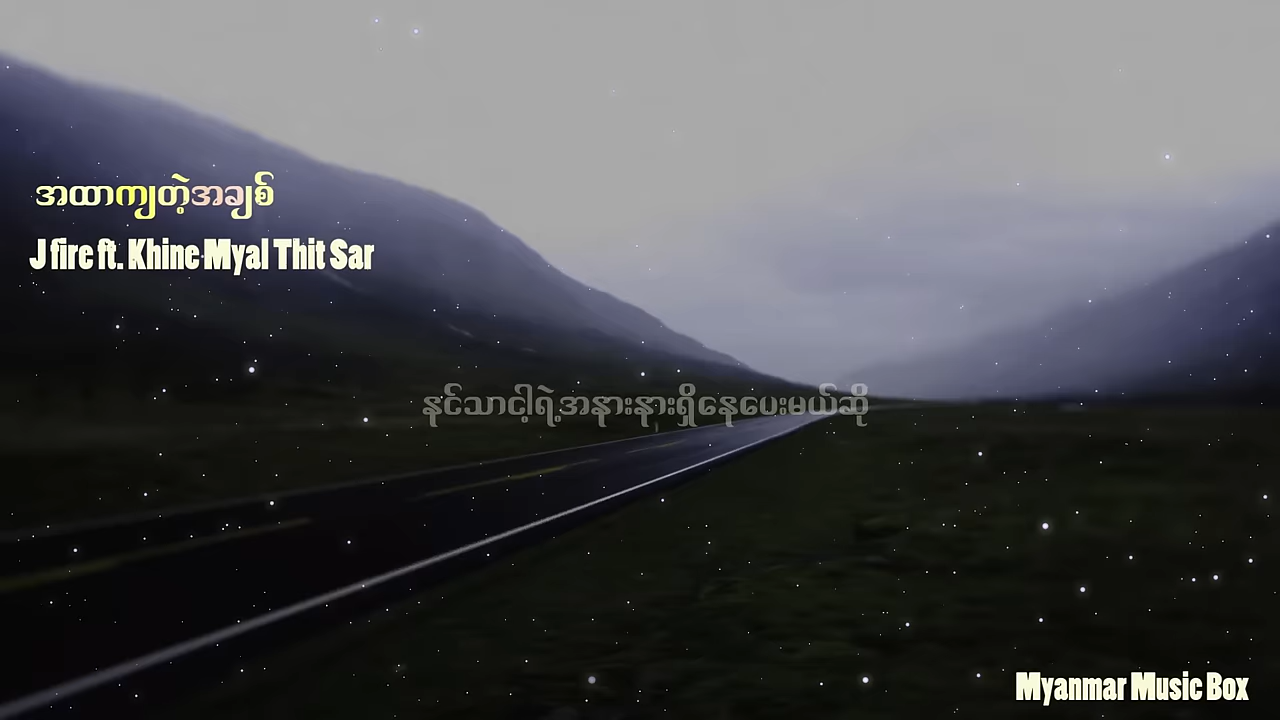 အထာကျတဲ့အချစ်
J fire ft. Khine Myal Thit Sar
နင်သာငါ့ရဲ့အနားနားရှိနေပေးမယ်ဆို
Myanmar Music Box